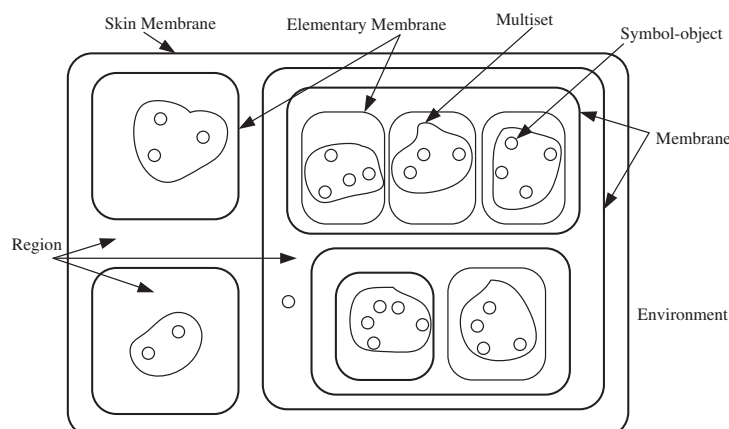 Skin Membrane
Elementary Membrane
Multiset
Symbol-object
Membrane
Region
Environment